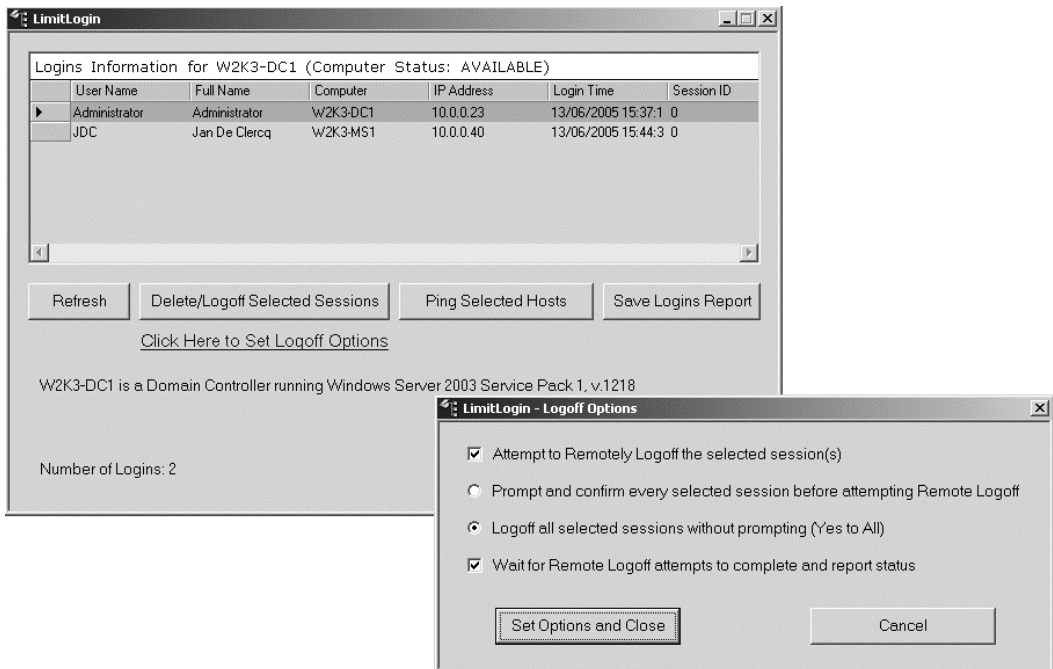 LimitLogin
Logins Information for W2K3-DC1 (Computer Status: AVAILABLE)
User Name Full Name Computer IP Address Login Time Session ID
Administrator Administrator W2K3-DC1 10.0.0.23 13/06/2005 15:37:1 0
JDC Jan De Clercq W2K3-MS1 10.0.0.40 13/06/2005 15:44:3 0
Refresh Delete/Logoff Selected Sessions Ping Selected Hosts Save Logins Report
Click Here to Set Logoff Options
W2K3-DC1 is a Domain Controller running Windows Server 2003 Service Pack 1, v.1218
Number of Logins: 2
LimitLogin - Logoff Options
Attempt to Remotely Logoff the selected session(s)
Prompt and confirm every selected session before attempting Remote Logoff
Logoff all selected sessions without prompting (Yes to All)
Wait for Remote Logoff attempts to complete and report status
Set Options and Close Cancel